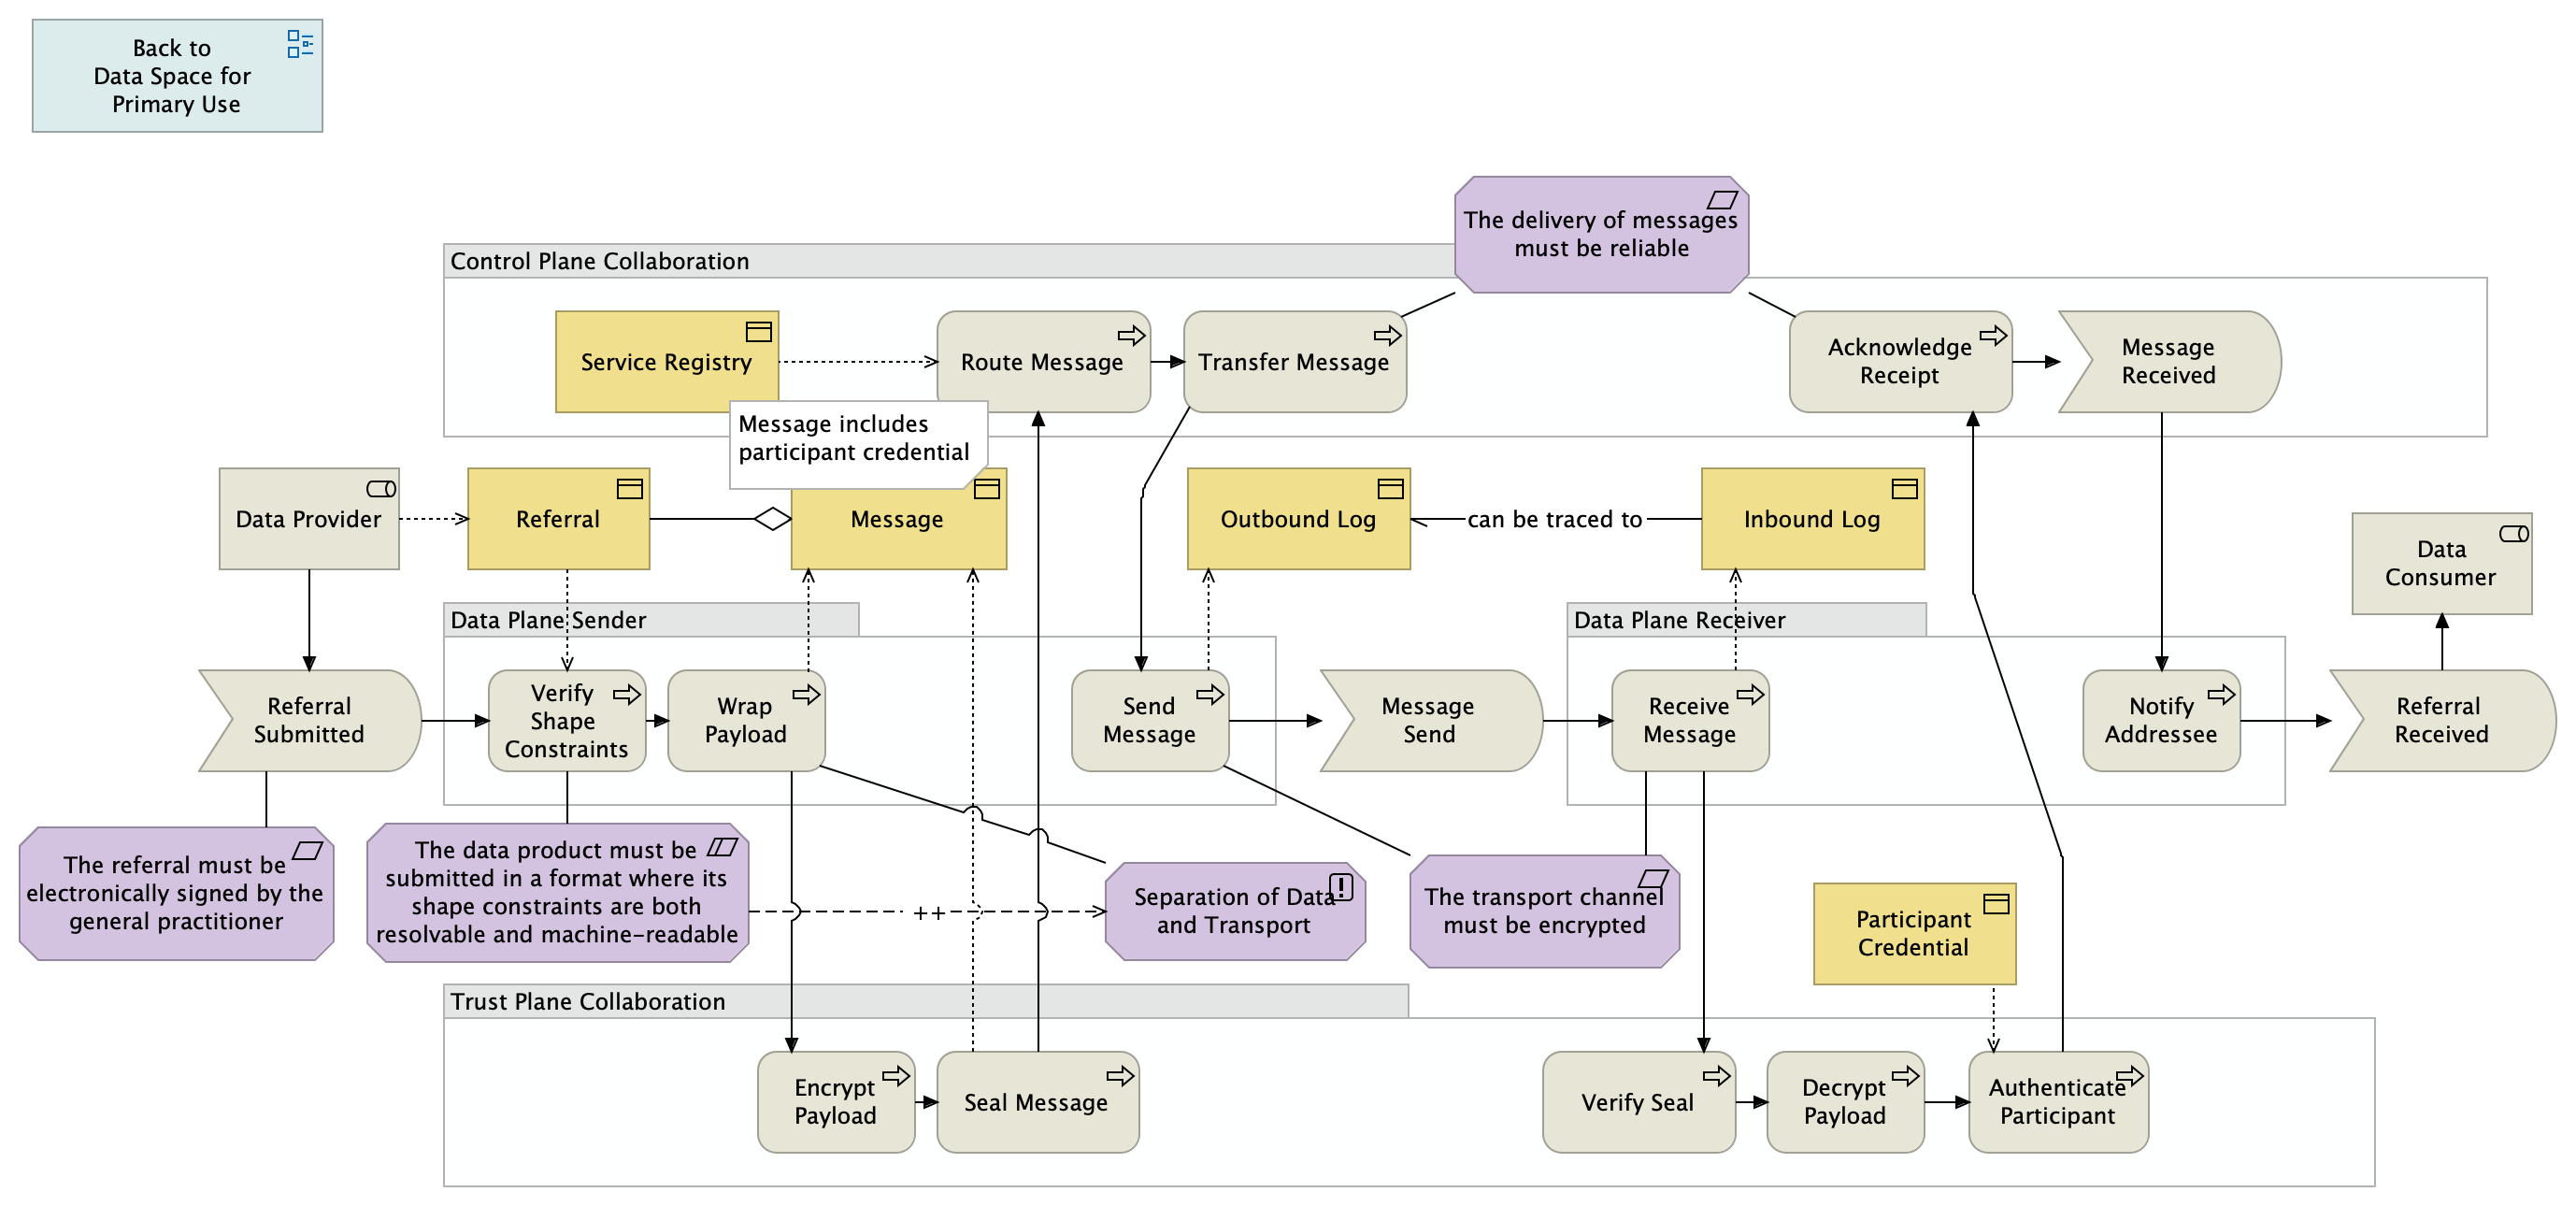 Back to
Data Space for
Primary Use
The delivery of messages
must be reliable
Control Plane Collaboration
Service Registry
Route Message
Transfer Message
Acknowledge
Receipt
Message
Received
Message includes
participant credential
Data Provider
Referral
Message
Outbound Log
can be traced to
Inbound Log
Data
Consumer
Data Plane Sender
Data Plane Receiver
Referral
Submitted
Verify
Shape
Constraints
Wrap
Payload
Send
Message
Message
Send
Receive
Message
Notify
Addressee
Referral
Received
The referral must be
electronically signed by the
general practitioner
The data product must be
submitted in a format where its
shape constraints are both
resolvable and machine-readable
++
Separation of Data
and Transport
The transport channel
must be encrypted
Participant
Credential
Trust Plane Collaboration
Encrypt
Payload
Seal Message
Verify Seal
Decrypt
Payload
Authenticate
Participant